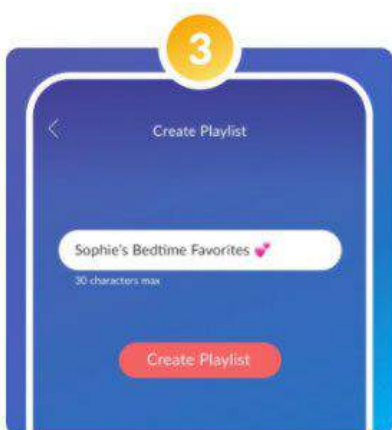 3
Create Playlist
Sophie's Bedtime Favorites 💕
30 characters max
Create Playlist